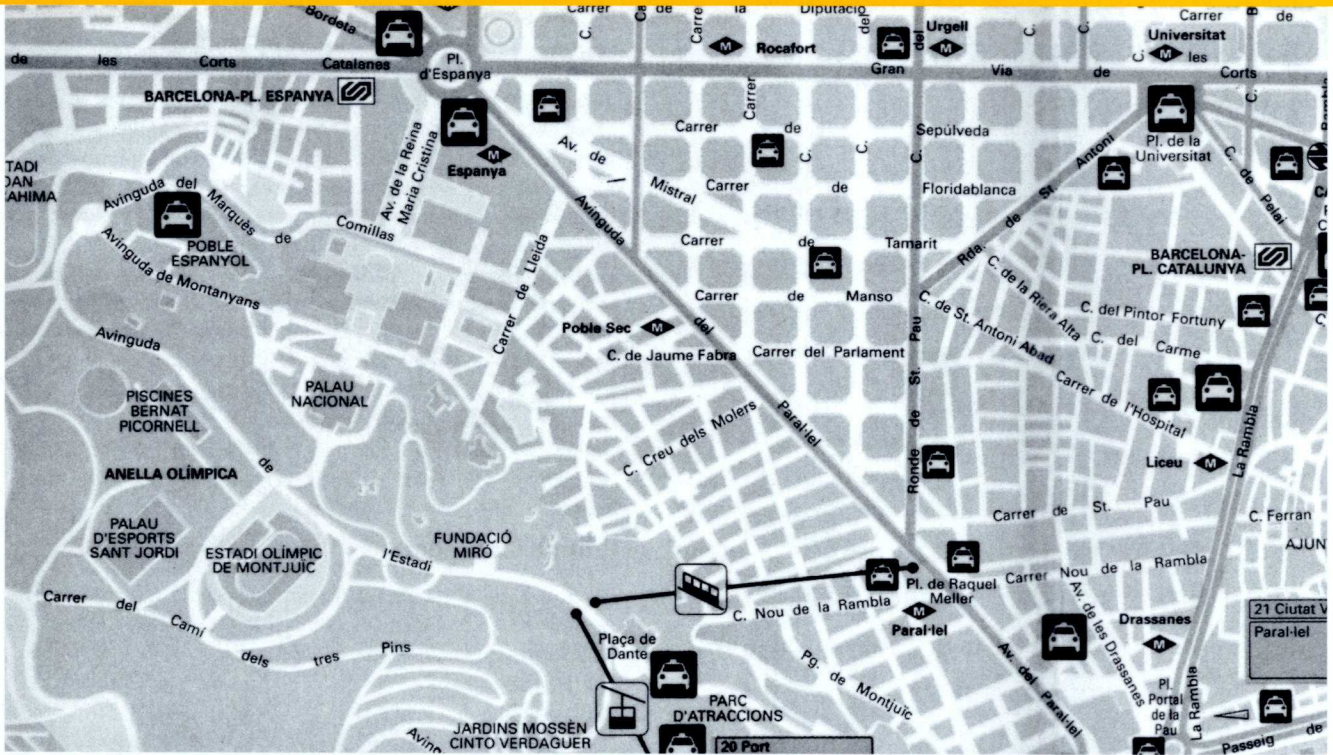 Bordeta
Carrer de la Diputació
C.
Carrer
del
Urgell
M
Rocafort
M
Carrer de
Universitat
M
de les Corts Catalanes
Pl.
d'Espanya
Gran Via de les Corts
BARCELONA-PL. ESPANYA
Av. de la Reina
Maria Cristina
M
Espanya
Av. de
Mistral
Carrer
Carrer de Sepúlveda
C.
C.
C.
Carrer de Floridablanca
Carrer de Tamarit
Carrer de Manso
Carrer del Parlament
Rda. de St. Antoni
Pl. de la
Universitat
C. de Pelai
La Rambla
BARCELONA-
PL. CATALUNYA
Avinguda del Marquès de Comillas
POBLE
ESPANYOL
Avinguda de Montanyans
Carrer de Lleida
Avinguda del Paral·lel
Poble Sec
M
C. de Jaume Fabra
C. Creu dels Molers
C. de la Riera Alta
C. de St. Antoni Abad
C. del Pintor Fortuny
C. del Carme
Carrer de l'Hospital
Ronde de St. Pau
Liceu
M
Carrer de St. Pau
C. Ferran
AJUN
Avinguda de l'Estadi
PALAU
NACIONAL
PISCINES
BERNAT
PICORNELL
ANELLA OLÍMPICA
PALAU
D'ESPORTS
SANT JORDI
ESTADI OLÍMPIC
DE MONTJUÏC
FUNDACIÓ
MIRÓ
Carrer del Camí dels tres Pins
C. Nou de la Rambla
Pl. de Raquel
Meller
Carrer Nou de la Rambla
M
Paral·lel
Av. de les Drassanes
Drassanes
M
21 Ciutat V
Paral·lel
Plaça de
Dante
PARC
D'ATRACCIONS
Pg. de Montjuïc
Av. del Paral·lel
Pl.
Portal
de la
Pau
La Rambla
Passeig de
JARDINS MOSSÈN
CINTO VERDAGUER
20 Port